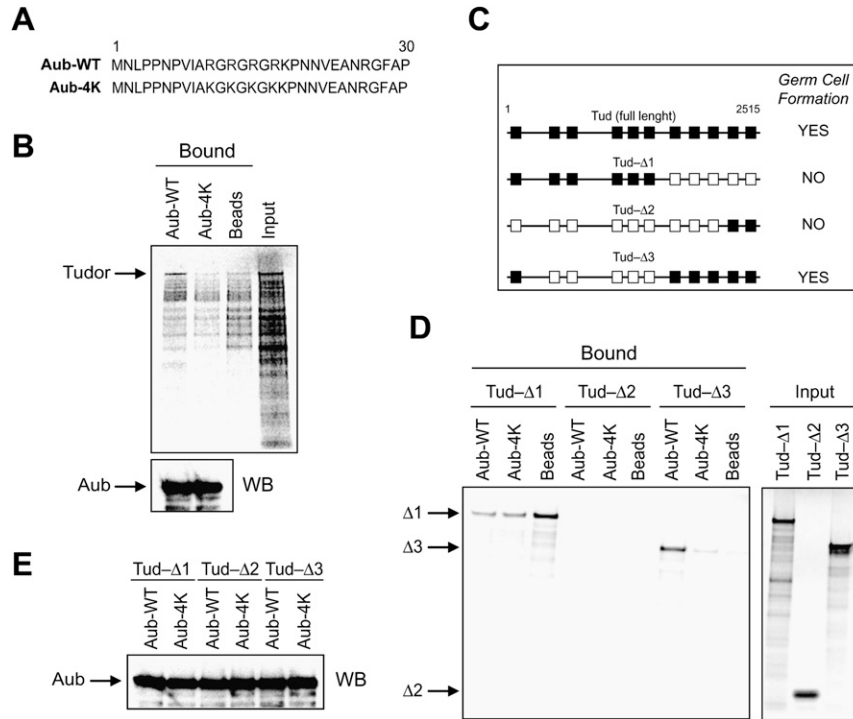 A
1 30
Aub-WT MNLPPNPVIARGRGRGRKPNNVEANRGFAP
Aub-4K MNLPPNPVIAKGKGKGKKPNNVEANRGFAP
B
Bound
Aub-WT Aub-4K Beads Input
Tudor
Aub WB
C
Germ Cell
Formation
1 Tud (full lenght) 2515
YES
Tud-Δ1
NO
Tud-Δ2
NO
Tud-Δ3
YES
D
Bound
Tud-Δ1 Tud-Δ2 Tud-Δ3 Input
Aub-WT Aub-4K Beads Aub-WT Aub-4K Beads Aub-WT Aub-4K Beads Tud-Δ1 Tud-Δ2 Tud-Δ3
Δ1
Δ3
Δ2
E
Tud-Δ1 Tud-Δ2 Tud-Δ3
Aub-WT Aub-4K Aub-WT Aub-4K Aub-WT Aub-4K
Aub WB